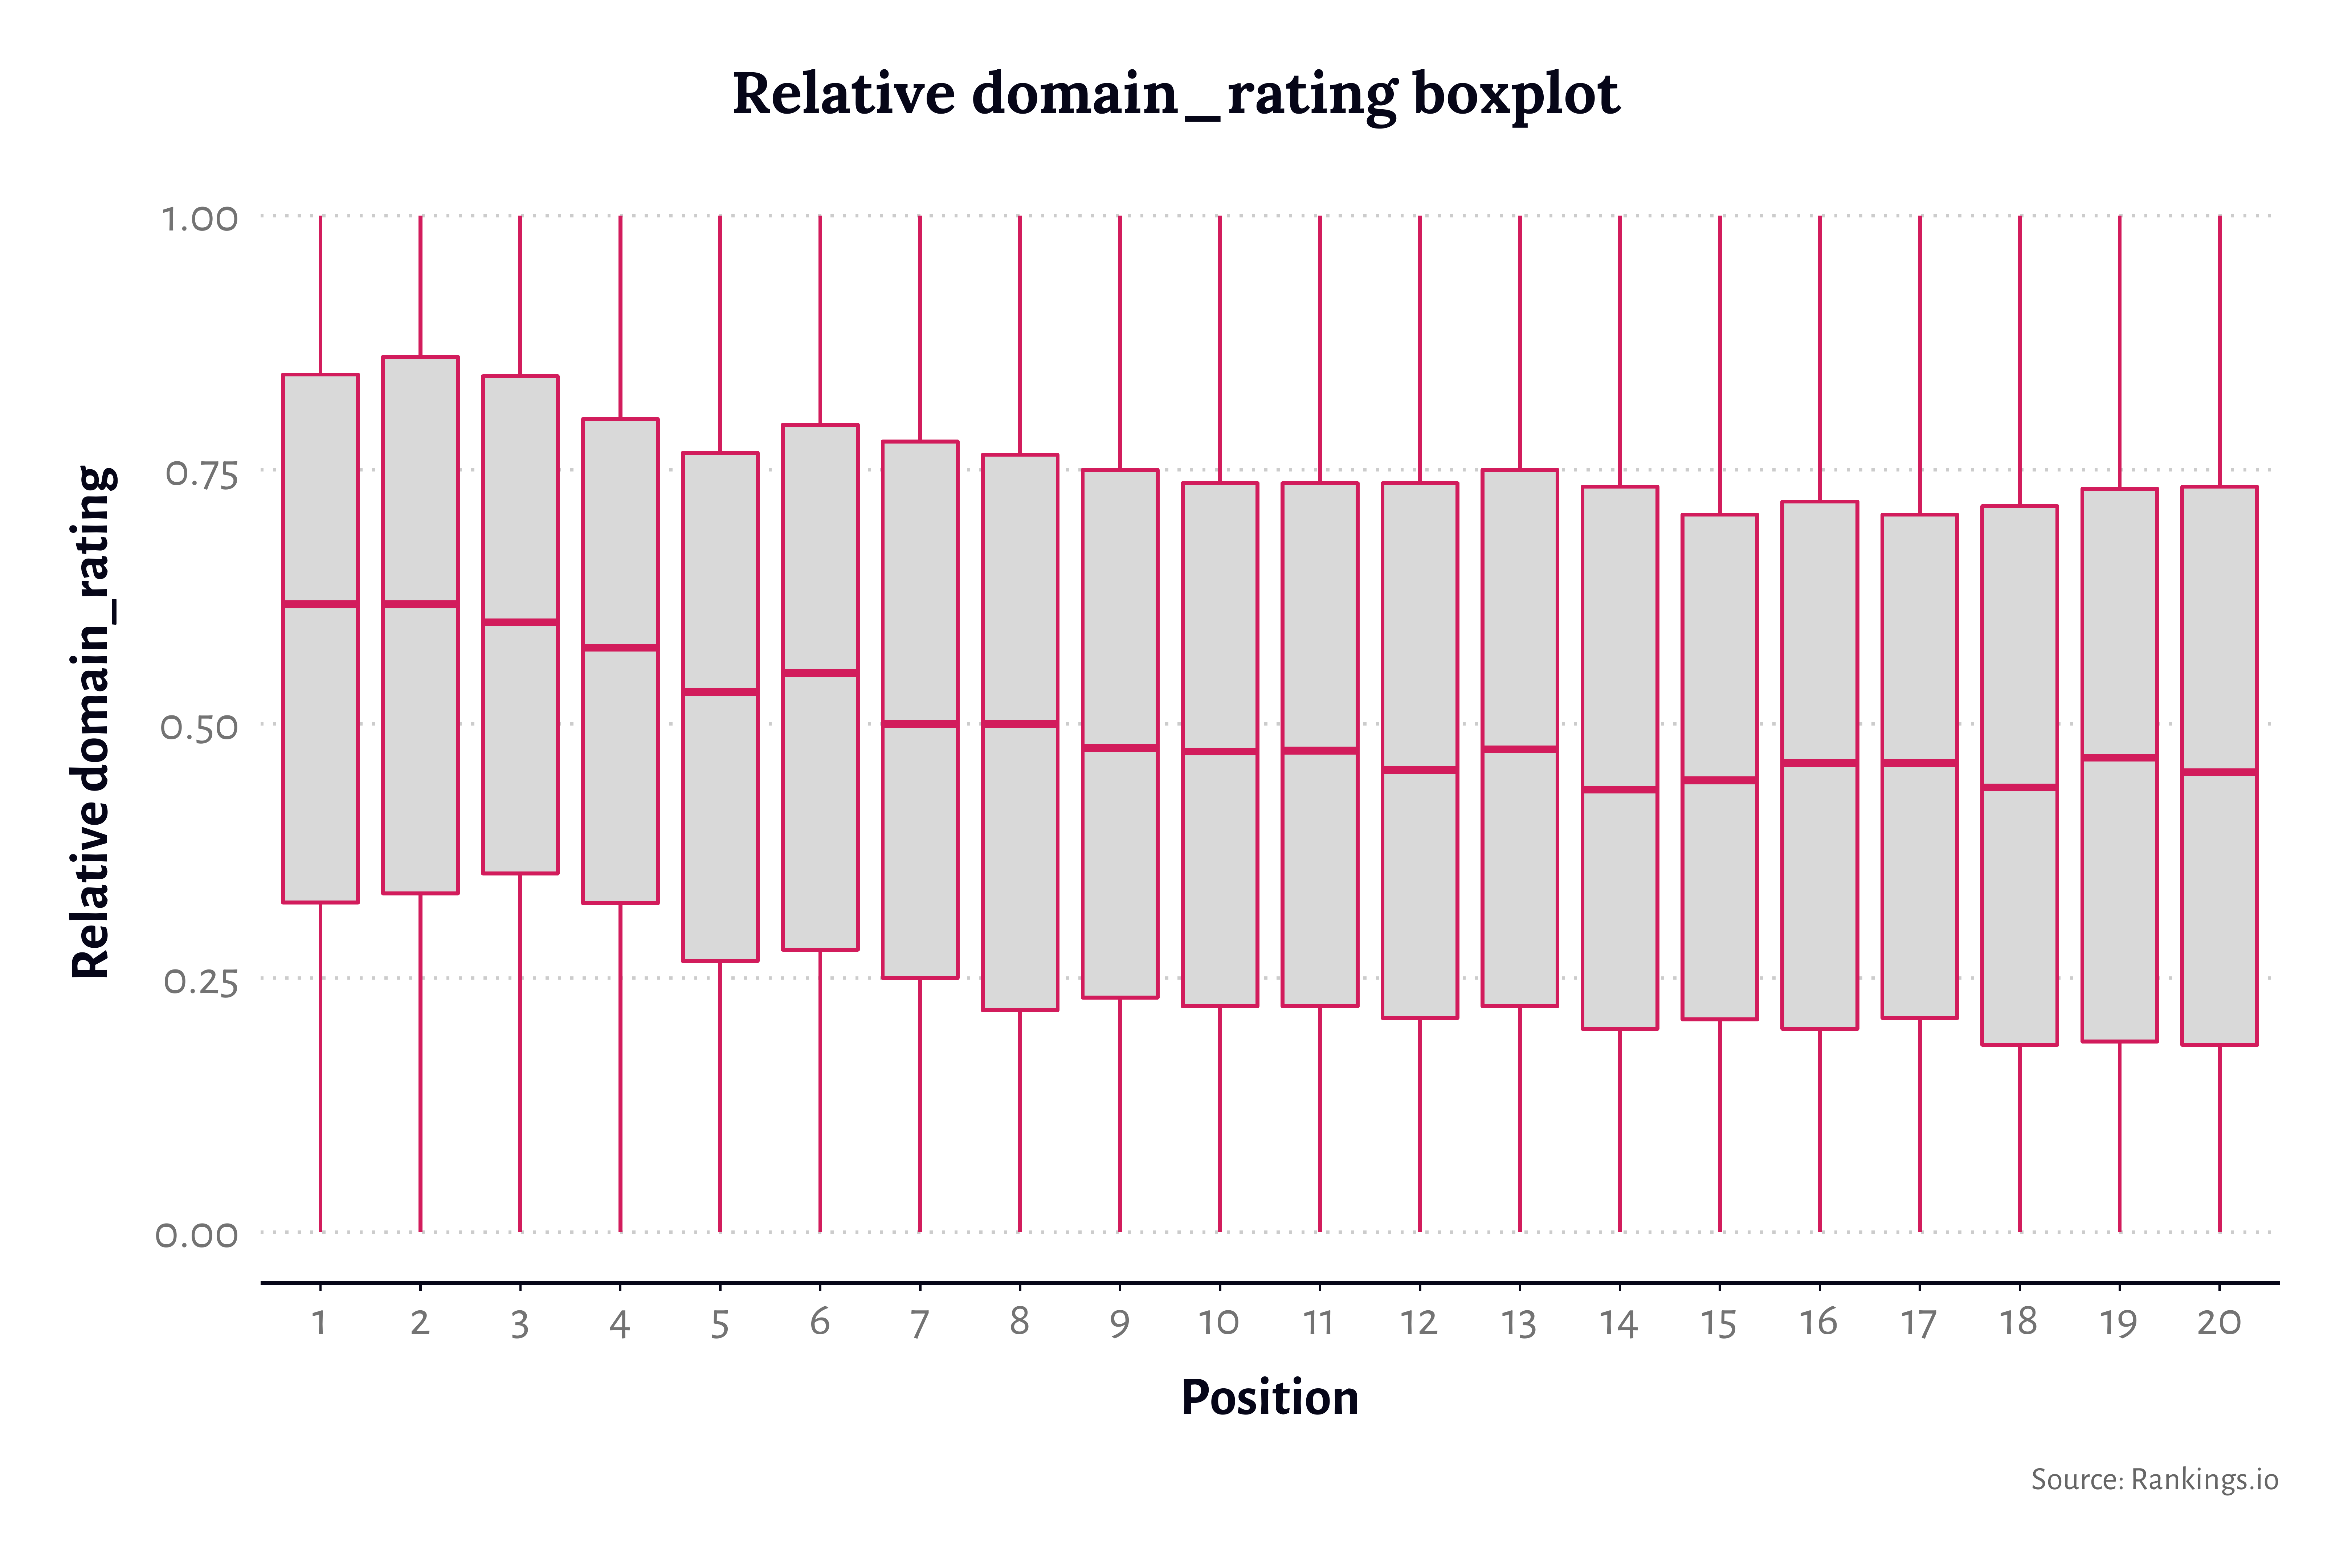 Relative domain_rating boxplot
Relative domain_rating
1.00
0.75
0.50
0.25
0.00
1 2 3 4 5 6 7 8 9 10 11 12 13 14 15 16 17 18 19 20
Position
Source: Rankings.io